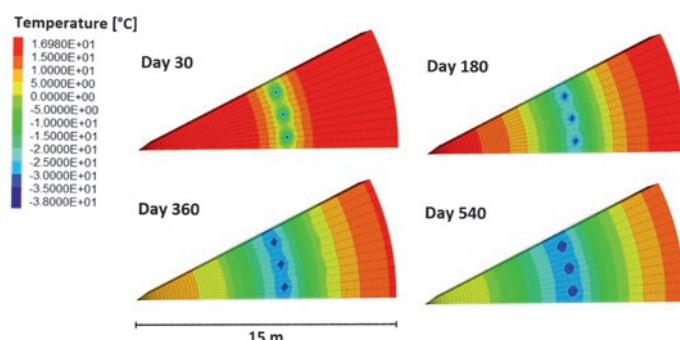 Temperature [°C]
1.6980E+01
1.5000E+01
1.0000E+01
5.0000E+00
0.0000E+00
-5.0000E+00
-1.0000E+01
-1.5000E+01
-2.0000E+01
-2.5000E+01
-3.0000E+01
-3.5000E+01
-3.8000E+01
Day 30
Day 180
Day 360
Day 540
15 m